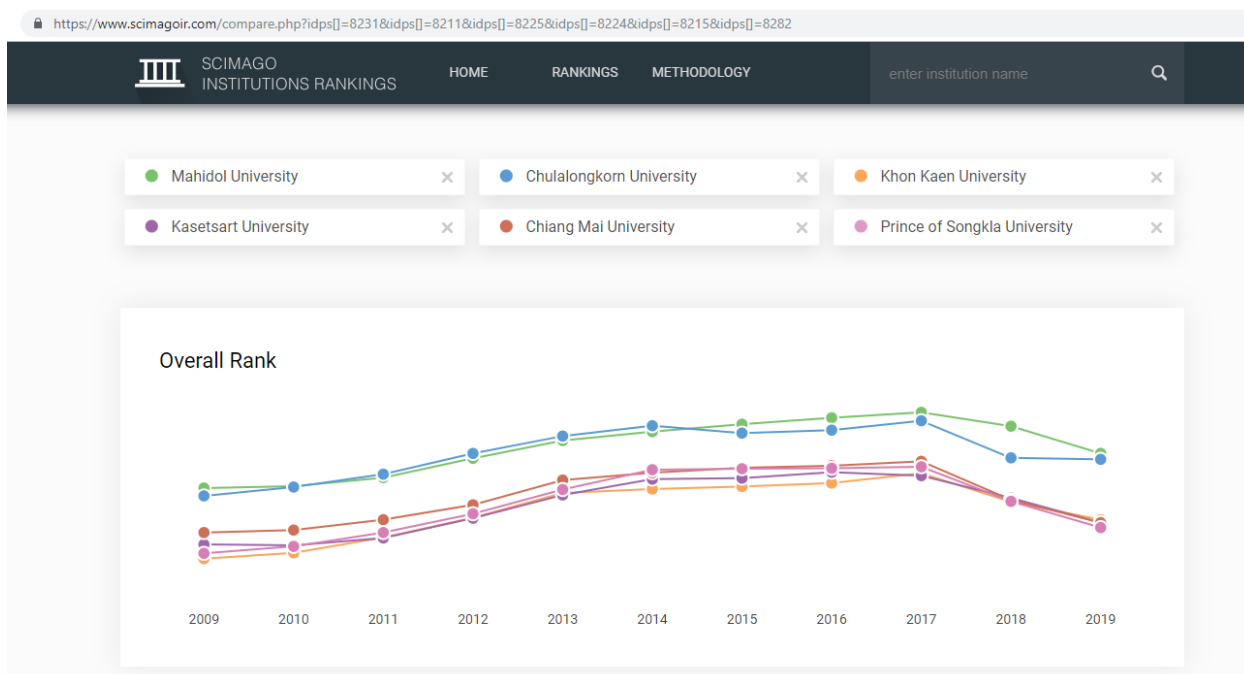 https://www.scimagoir.com/compare.php?idps[]=8231&idps[]=8211&idps[]=8225&idps[]=8224&idps[]=8215&idps[]=8282
SCIMAGO
INSTITUTIONS RANKINGS
HOME RANKINGS METHODOLOGY
enter institution name
Mahidol University
Chulalongkorn University
Khon Kaen University
Kasetsart University
Chiang Mai University
Prince of Songkla University
Overall Rank
2009 2010 2011 2012 2013 2014 2015 2016 2017 2018 2019